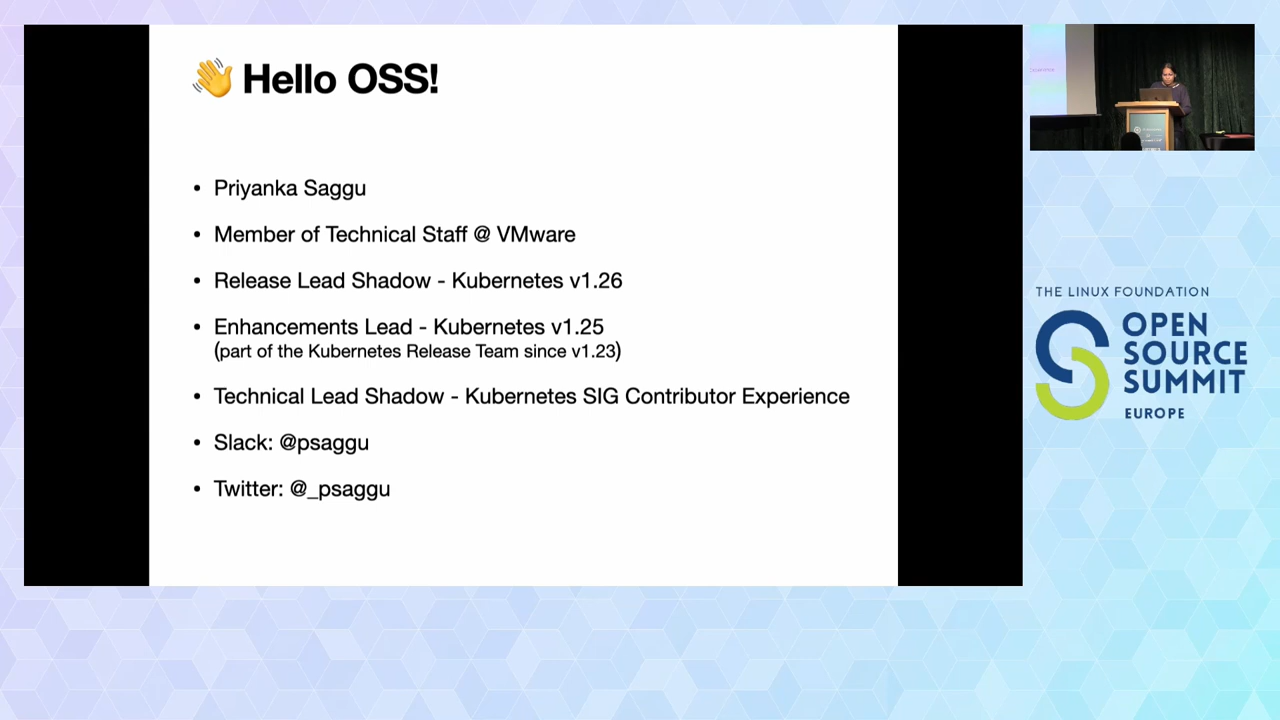 👋 Hello OSS!
• Priyanka Saggu
• Member of Technical Staff @ VMware
• Release Lead Shadow - Kubernetes v1.26
• Enhancements Lead - Kubernetes v1.25
(part of the Kubernetes Release Team since v1.23)
• Technical Lead Shadow - Kubernetes SIG Contributor Experience
• Slack: @psaggu
• Twitter: @_psaggu
THE LINUX FOUNDATION
OPEN
SOURCE
SUMMIT
EUROPE